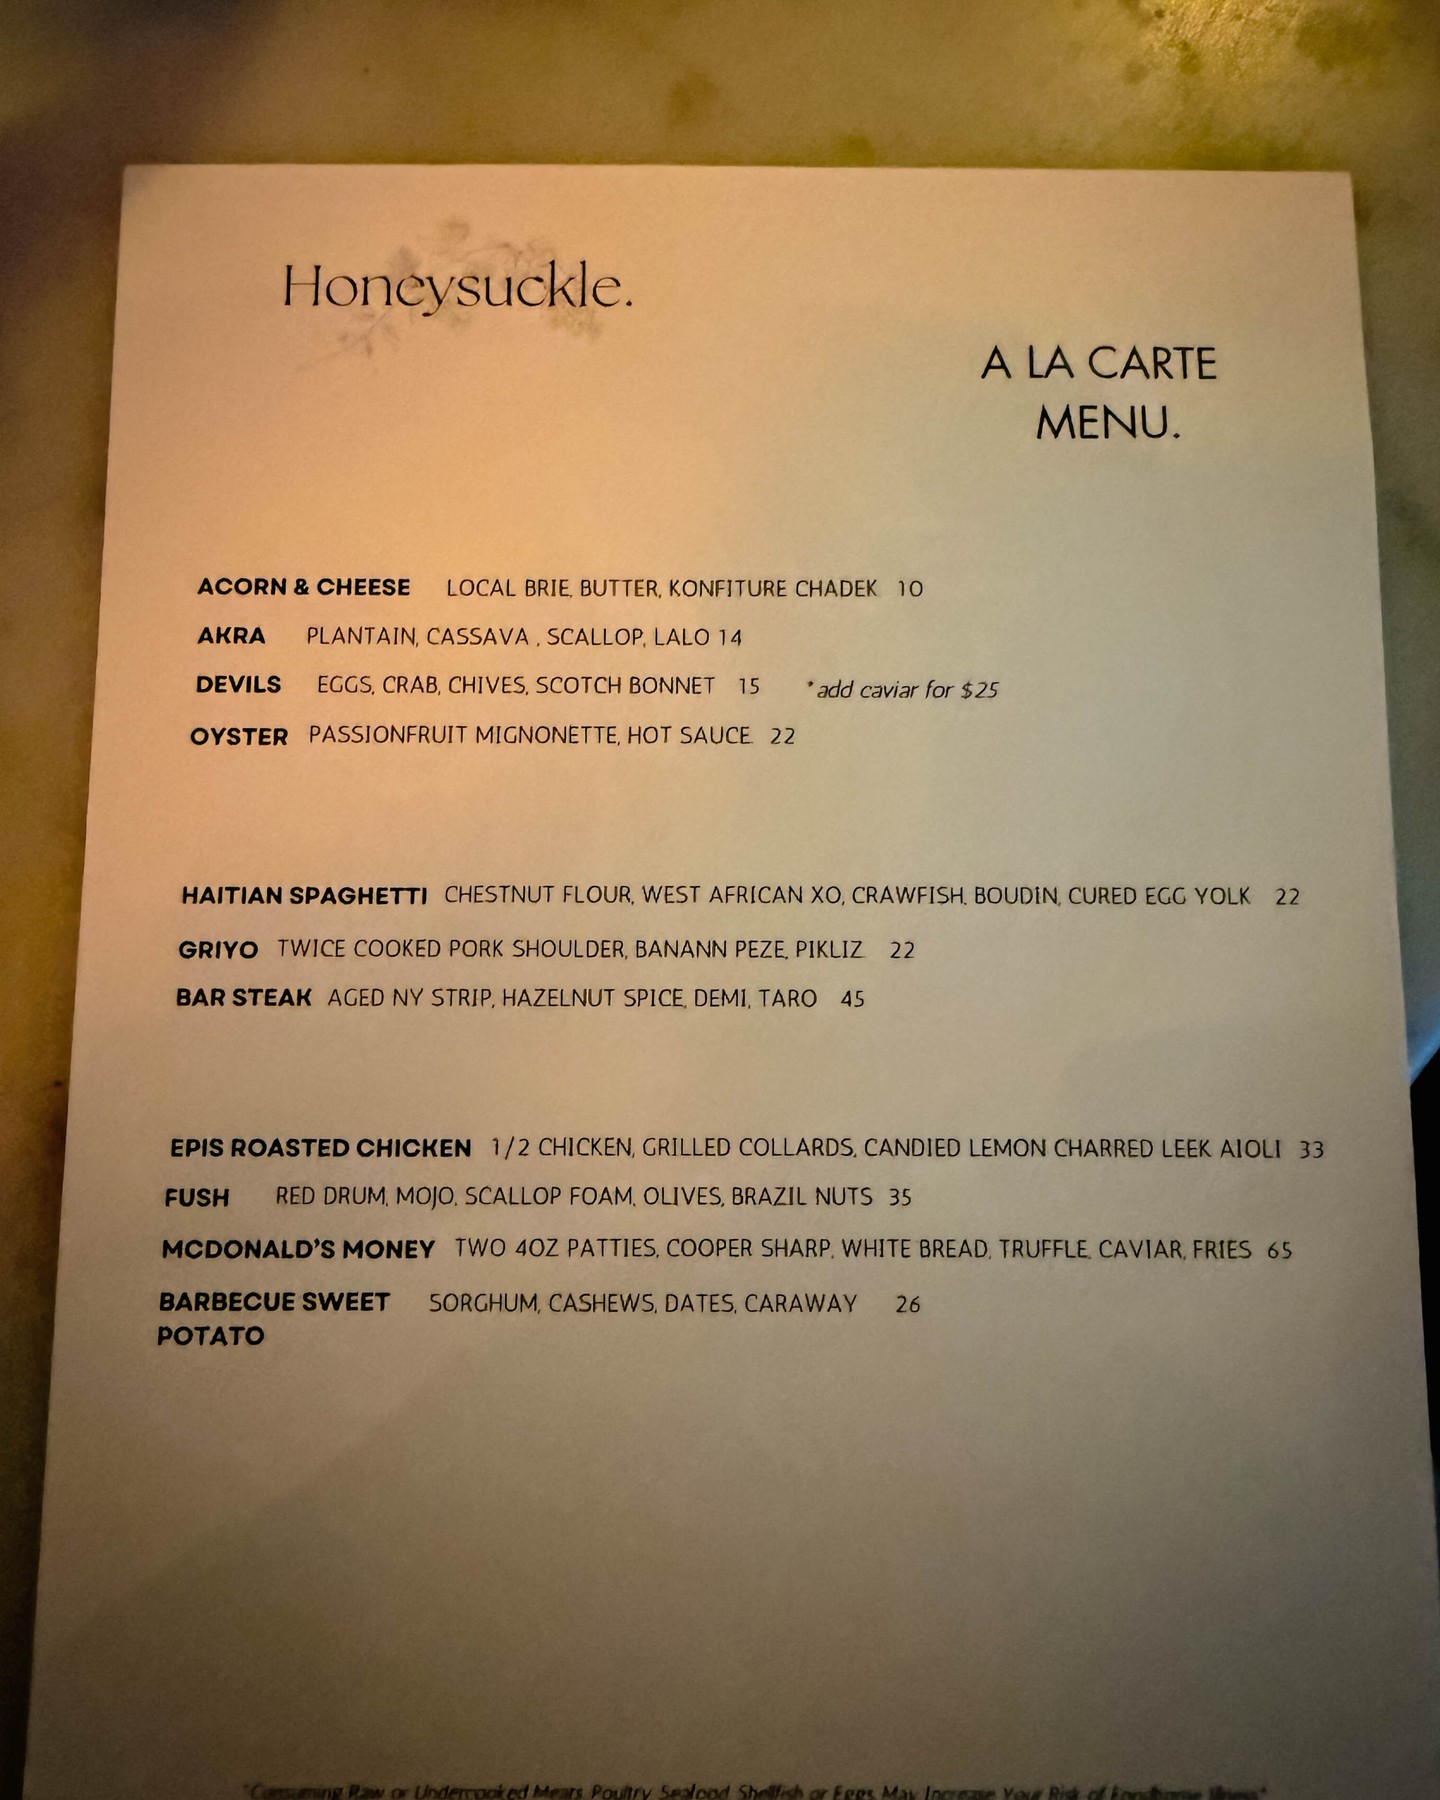 Honeysuckle.
A LA CARTE
MENU.
ACORN & CHEESE LOCAL BRIE, BUTTER, KONFITURE CHADEK 10
AKRA PLANTAIN, CASSAVA , SCALLOP, LALO 14
DEVILS EGGS, CRAB, CHIVES, SCOTCH BONNET 15 *add caviar for $25
OYSTER PASSIONFRUIT MIGNONETTE, HOT SAUCE 22
HAITIAN SPAGHETTI CHESTNUT FLOUR, WEST AFRICAN XO, CRAWFISH, BOUDIN, CURED EGG YOLK 22
GRIYO TWICE COOKED PORK SHOULDER, BANANN PEZE, PIKLIZ 22
BAR STEAK AGED NY STRIP, HAZELNUT SPICE, DEMI, TARO 45
EPIS ROASTED CHICKEN 1/2 CHICKEN, GRILLED COLLARDS, CANDIED LEMON CHARRED LEEK AIOLI 33
FUSH RED DRUM, MOJO, SCALLOP FOAM, OLIVES, BRAZIL NUTS 35
MCDONALD'S MONEY TWO 4OZ PATTIES, COOPER SHARP, WHITE BREAD, TRUFFLE, CAVIAR, FRIES 65
BARBECUE SWEET SORGHUM, CASHEWS, DATES, CARAWAY 26
POTATO
*Consuming Raw or Undercooked Meats, Poultry, Seafood, Shellfish or Eggs May Increase Your Risk of Foodborne Illness*